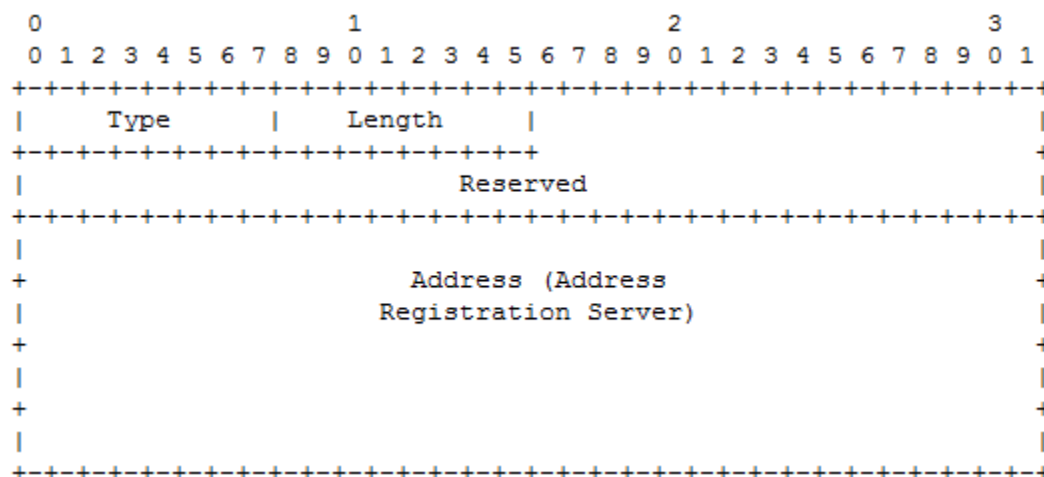 0                   1                   2                   3
0 1 2 3 4 5 6 7 8 9 0 1 2 3 4 5 6 7 8 9 0 1 2 3 4 5 6 7 8 9 0 1
+-+-+-+-+-+-+-+-+-+-+-+-+-+-+-+-+-+-+-+-+-+-+-+-+-+-+-+-+-+-+-+-+
|     Type      |    Length     |                               |
+-+-+-+-+-+-+-+-+-+-+-+-+-+-+-+-+                               +
|                           Reserved                            |
+-+-+-+-+-+-+-+-+-+-+-+-+-+-+-+-+-+-+-+-+-+-+-+-+-+-+-+-+-+-+-+-+
|                                                               |
+                        Address (Address                       +
|                      Registration Server)                     |
+                                                               +
|                                                               |
+                                                               +
|                                                               |
+-+-+-+-+-+-+-+-+-+-+-+-+-+-+-+-+-+-+-+-+-+-+-+-+-+-+-+-+-+-+-+-+